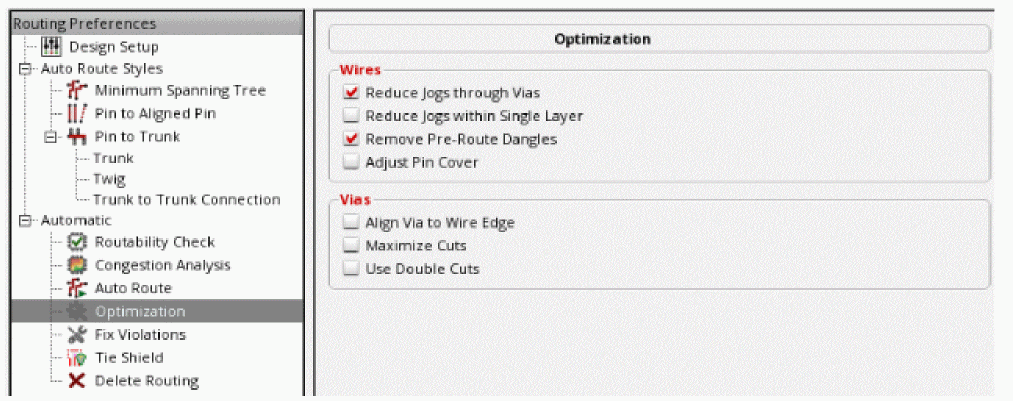 Routing Preferences
Design Setup
Auto Route Styles
Minimum Spanning Tree
Pin to Aligned Pin
Pin to Trunk
Trunk
Twig
Trunk to Trunk Connection
Automatic
Routability Check
Congestion Analysis
Auto Route
Optimization
Fix Violations
Tie Shield
Delete Routing
Optimization
Wires
Reduce Jogs through Vias
Reduce Jogs within Single Layer
Remove Pre-Route Dangles
Adjust Pin Cover
Vias
Align Via to Wire Edge
Maximize Cuts
Use Double Cuts